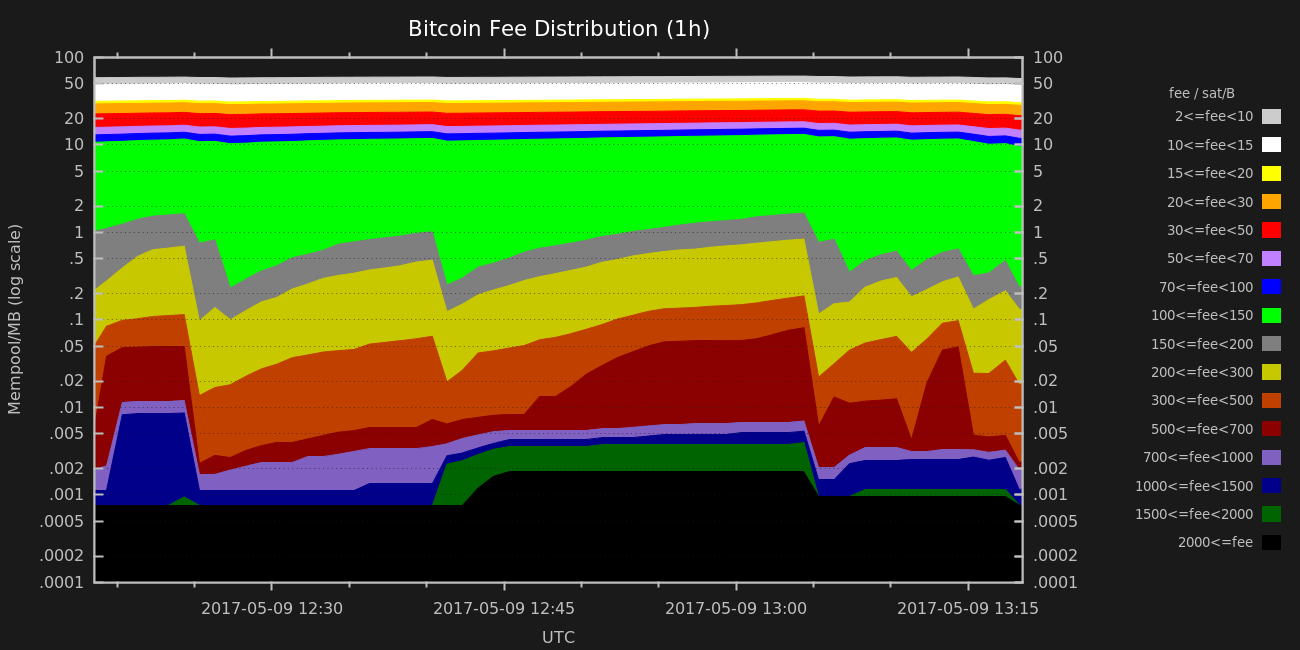 Bitcoin Fee Distribution (1h)
100
50
20
10
5
2
1
.5
.2
.1
.05
.02
.01
.005
.002
.001
.0005
.0002
.0001
Mempool/MB (log scale)
100
50
20
10
5
2
1
.5
.2
.1
.05
.02
.01
.005
.002
.001
.0005
.0002
.0001
2017-05-09 12:30
2017-05-09 12:45
2017-05-09 13:00
2017-05-09 13:15
UTC
fee / sat/B
2<=fee<10
10<=fee<15
15<=fee<20
20<=fee<30
30<=fee<50
50<=fee<70
70<=fee<100
100<=fee<150
150<=fee<200
200<=fee<300
300<=fee<500
500<=fee<700
700<=fee<1000
1000<=fee<1500
1500<=fee<2000
2000<=fee